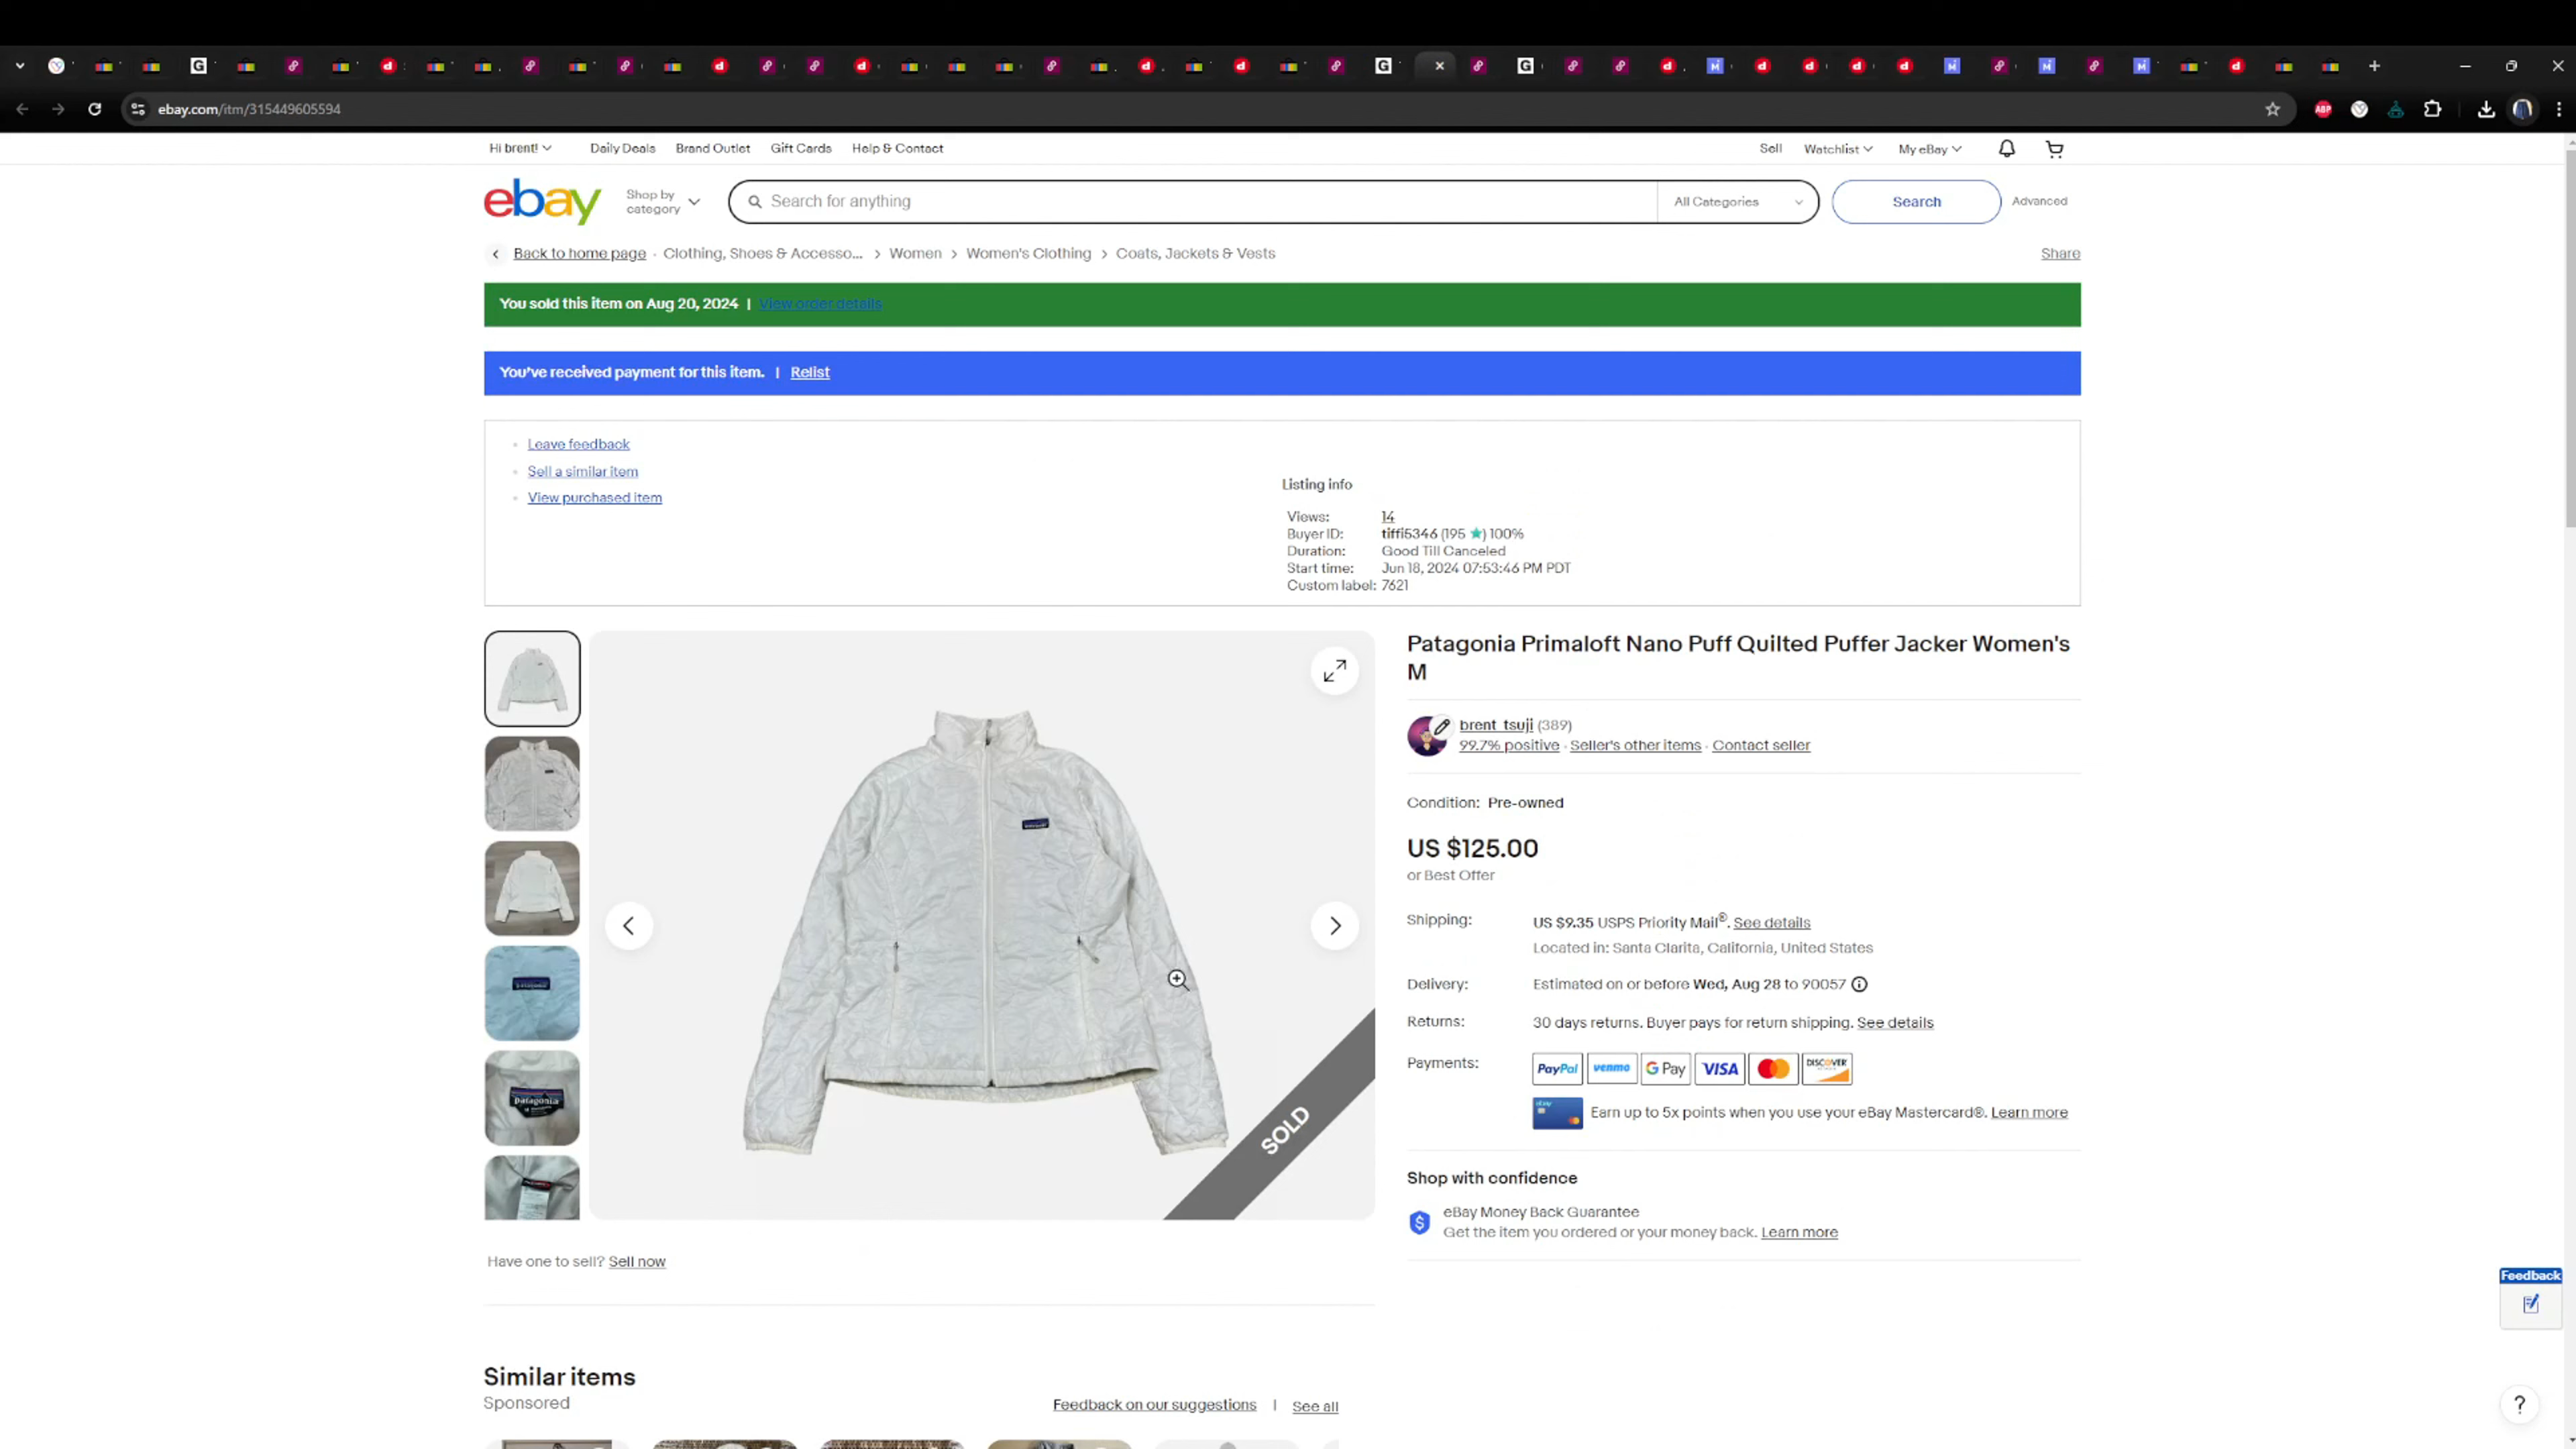 ebay.com/itm/315449605594
Hi brent! Daily Deals Brand Outlet Gift Cards Help & Contact Sell Watchlist My eBay
ebay Shop by category Search for anything All Categories Search Advanced
Back to home page · Clothing, Shoes & Accesso... > Women > Women's Clothing > Coats, Jackets & Vests Share
You sold this item on Aug 20, 2024 | View order details
You've received payment for this item. | Relist
Leave feedback
Sell a similar item
View purchased item
Listing info
Views: 14
Buyer ID: tiffi5346 (195 ★) 100%
Duration: Good Till Canceled
Start time: Jun 18, 2024 07:53:46 PM PDT
Custom label: 7621
patagonia
SOLD
Patagonia Primaloft Nano Puff Quilted Puffer Jacker Women's
M
brent_tsuji (389)
99.7% positive · Seller's other items · Contact seller
Condition: Pre-owned
US $125.00
or Best Offer
Shipping: US $9.35 USPS Priority Mail®. See details
Located in: Santa Clarita, California, United States
Delivery: Estimated on or before Wed, Aug 28 to 90057
Returns: 30 days returns. Buyer pays for return shipping. See details
Payments: PayPal venmo G Pay VISA DISCOVER
ebay Earn up to 5x points when you use your eBay Mastercard®. Learn more
Shop with confidence
eBay Money Back Guarantee
Get the item you ordered or your money back. Learn more
Have one to sell? Sell now
Feedback
Similar items
Sponsored
Feedback on our suggestions | See all
?